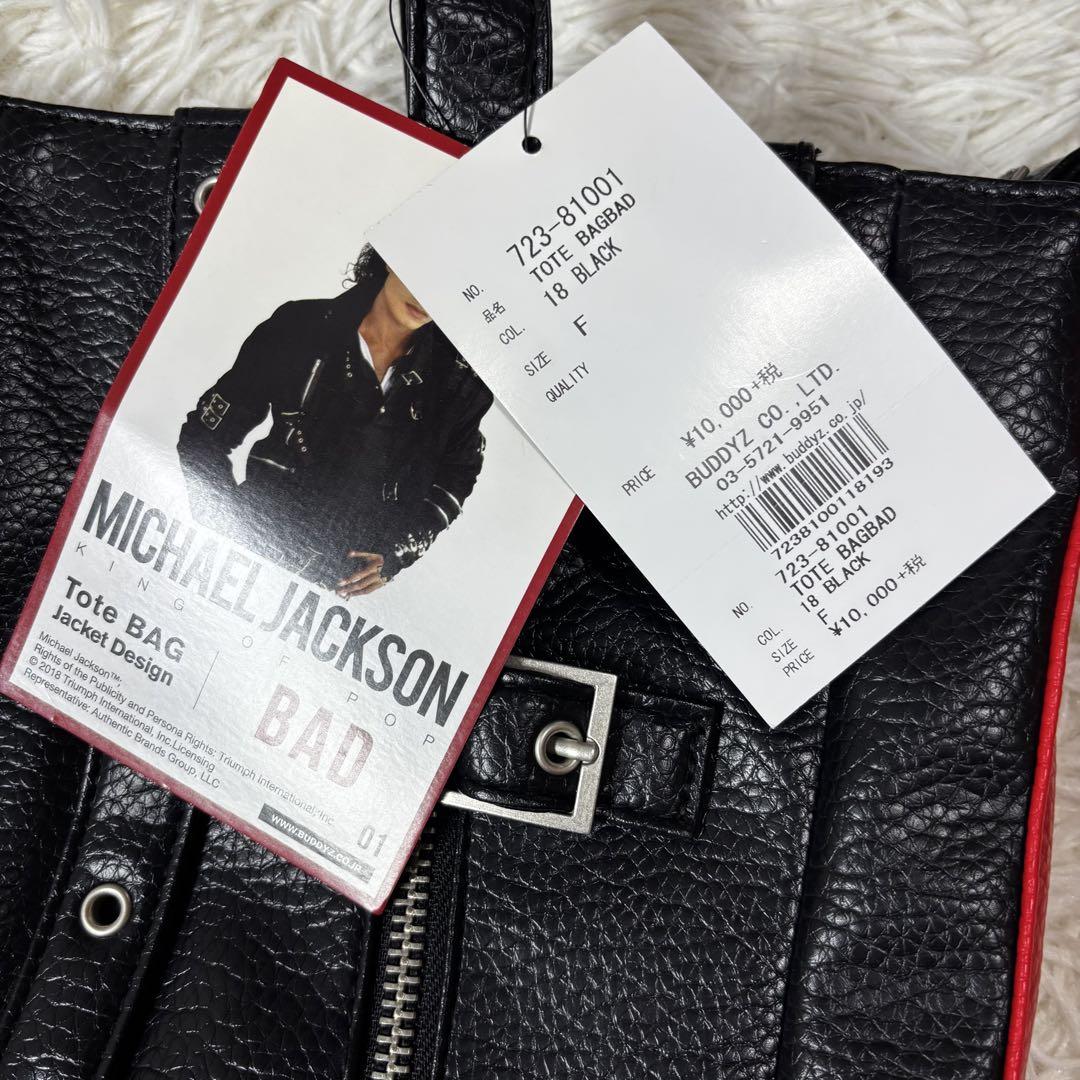 MICHAEL JACKSON
KING OF POP
Tote BAG
Jacket Design
BAD
Michael Jackson™;
Rights of the Publicity and Persona Rights; Triumph International, Inc.
© 2018 Triumph International, Inc. Licensing
Representative; Authentic Brands Group, LLC
01
WWW.BUDDYZ.CO.JP
NO. 723-81001
品名 TOTE BAGBAD
COL. 18 BLACK
SIZE F
QUALITY
PRICE ¥10,000+税
BUDDYZ CO.,LTD.
03-5721-9951
http://www.buddyz.co.jp/
7238100118193
NO. 723-81001
TOTE BAGBAD
COL. 18 BLACK
SIZE F
PRICE ¥10,000+税